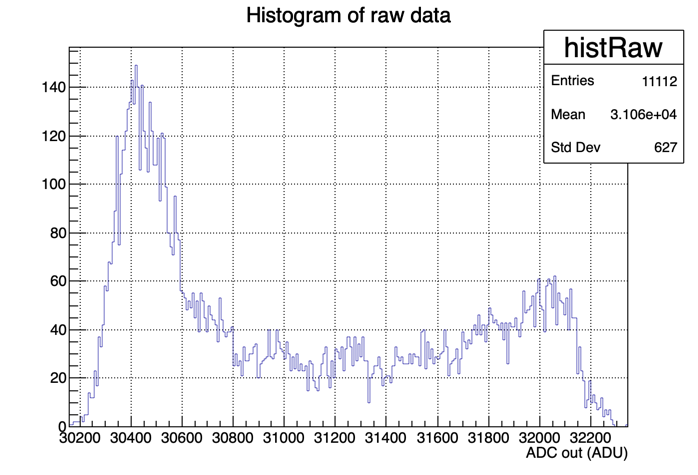 Histogram of raw data
histRaw
Entries 11112
Mean 3.106e+04
Std Dev 627
140
120
100
80
60
40
20
0
30200 30400 30600 30800 31000 31200 31400 31600 31800 32000 32200
ADC out (ADU)